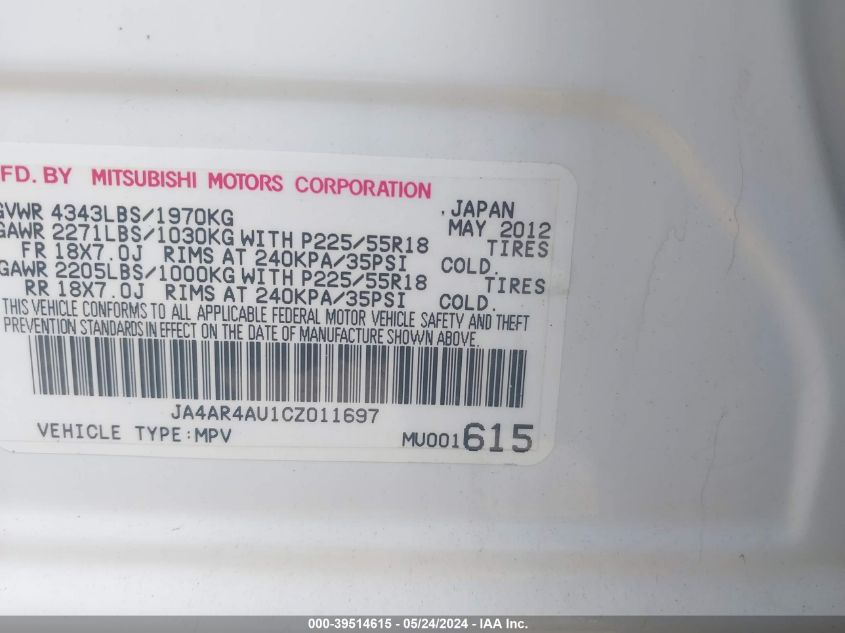 FD. BY MITSUBISHI MOTORS CORPORATION
GVWR 4343LBS/1970KG . JAPAN MAY 2012
GAWR 2271LBS/1030KG WITH P225/55R18 TIRES
FR 18X7.0J RIMS AT 240KPA/35PSI COLD.
GAWR 2205LBS/1000KG WITH P225/55R18 TIRES
RR 18X7.0J RIMS AT 240KPA/35PSI COLD.
THIS VEHICLE CONFORMS TO ALL APPLICABLE FEDERAL MOTOR VEHICLE SAFETY AND THEFT
PREVENTION STANDARDS IN EFFECT ON THE DATE OF MANUFACTURE SHOWN ABOVE.
JA4AR4AU1CZ011697
VEHICLE TYPE:MPV MU001615
000-39514615 - 05/24/2024 - IAA Inc.